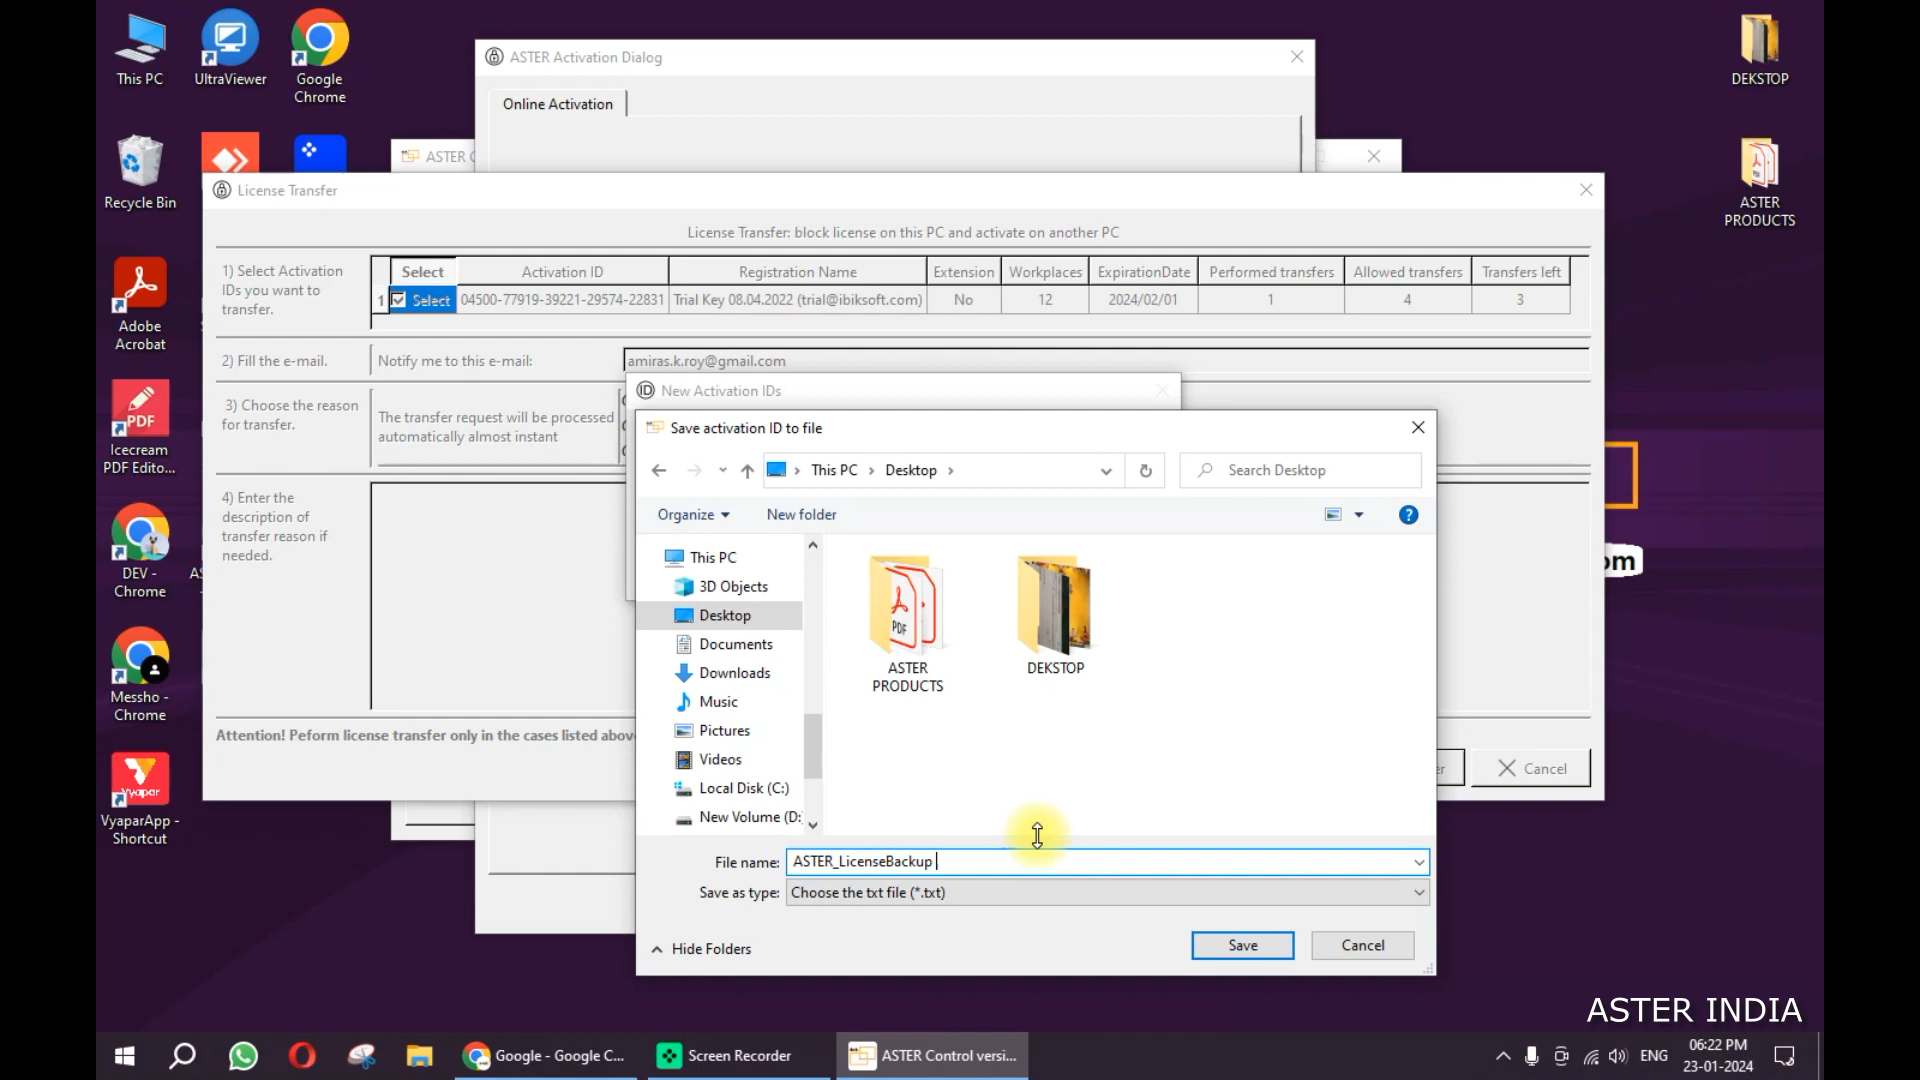 This PC
UltraViewer
Google
Chrome
DEKSTOP
ASTER Activation Dialog
Online Activation
ASTER
Recycle Bin
ASTER
PRODUCTS
License Transfer
License Transfer: block license on this PC and activate on another PC
1) Select Activation
IDs you want to
transfer.
Select Activation ID Registration Name Extension Workplaces ExpirationDate Performed transfers Allowed transfers Transfers left
1 Select 04500-77919-39221-29574-22831 Trial Key 08.04.2022 (trial@ibiksoft.com) No 12 2024/02/01 1 4 3
Adobe
Acrobat
2) Fill the e-mail.
Notify me to this e-mail:
amiras.k.roy@gmail.com
3) Choose the reason
for transfer.
The transfer request will be processed
automatically almost instant
PDF
Icecream
PDF Edito...
4) Enter the
description of
transfer reason if
needed.
DEV -
Chrome
Messho -
Chrome
Attention! Peform license transfer only in the cases listed above
Cancel
Vyapar
VyaparApp -
Shortcut
New Activation IDs
Save activation ID to file
This PC
Desktop
Search Desktop
Organize
New folder
This PC
3D Objects
Desktop
Documents
Downloads
Music
Pictures
Videos
Local Disk (C:)
New Volume (D:
PDF
ASTER
PRODUCTS
DEKSTOP
File name: ASTER_LicenseBackup
Save as type: Choose the txt file (*.txt)
Hide Folders
Save
Cancel
om
ASTER INDIA
Google - Google C...
Screen Recorder
ASTER Control versi...
ENG
06:22 PM
23-01-2024